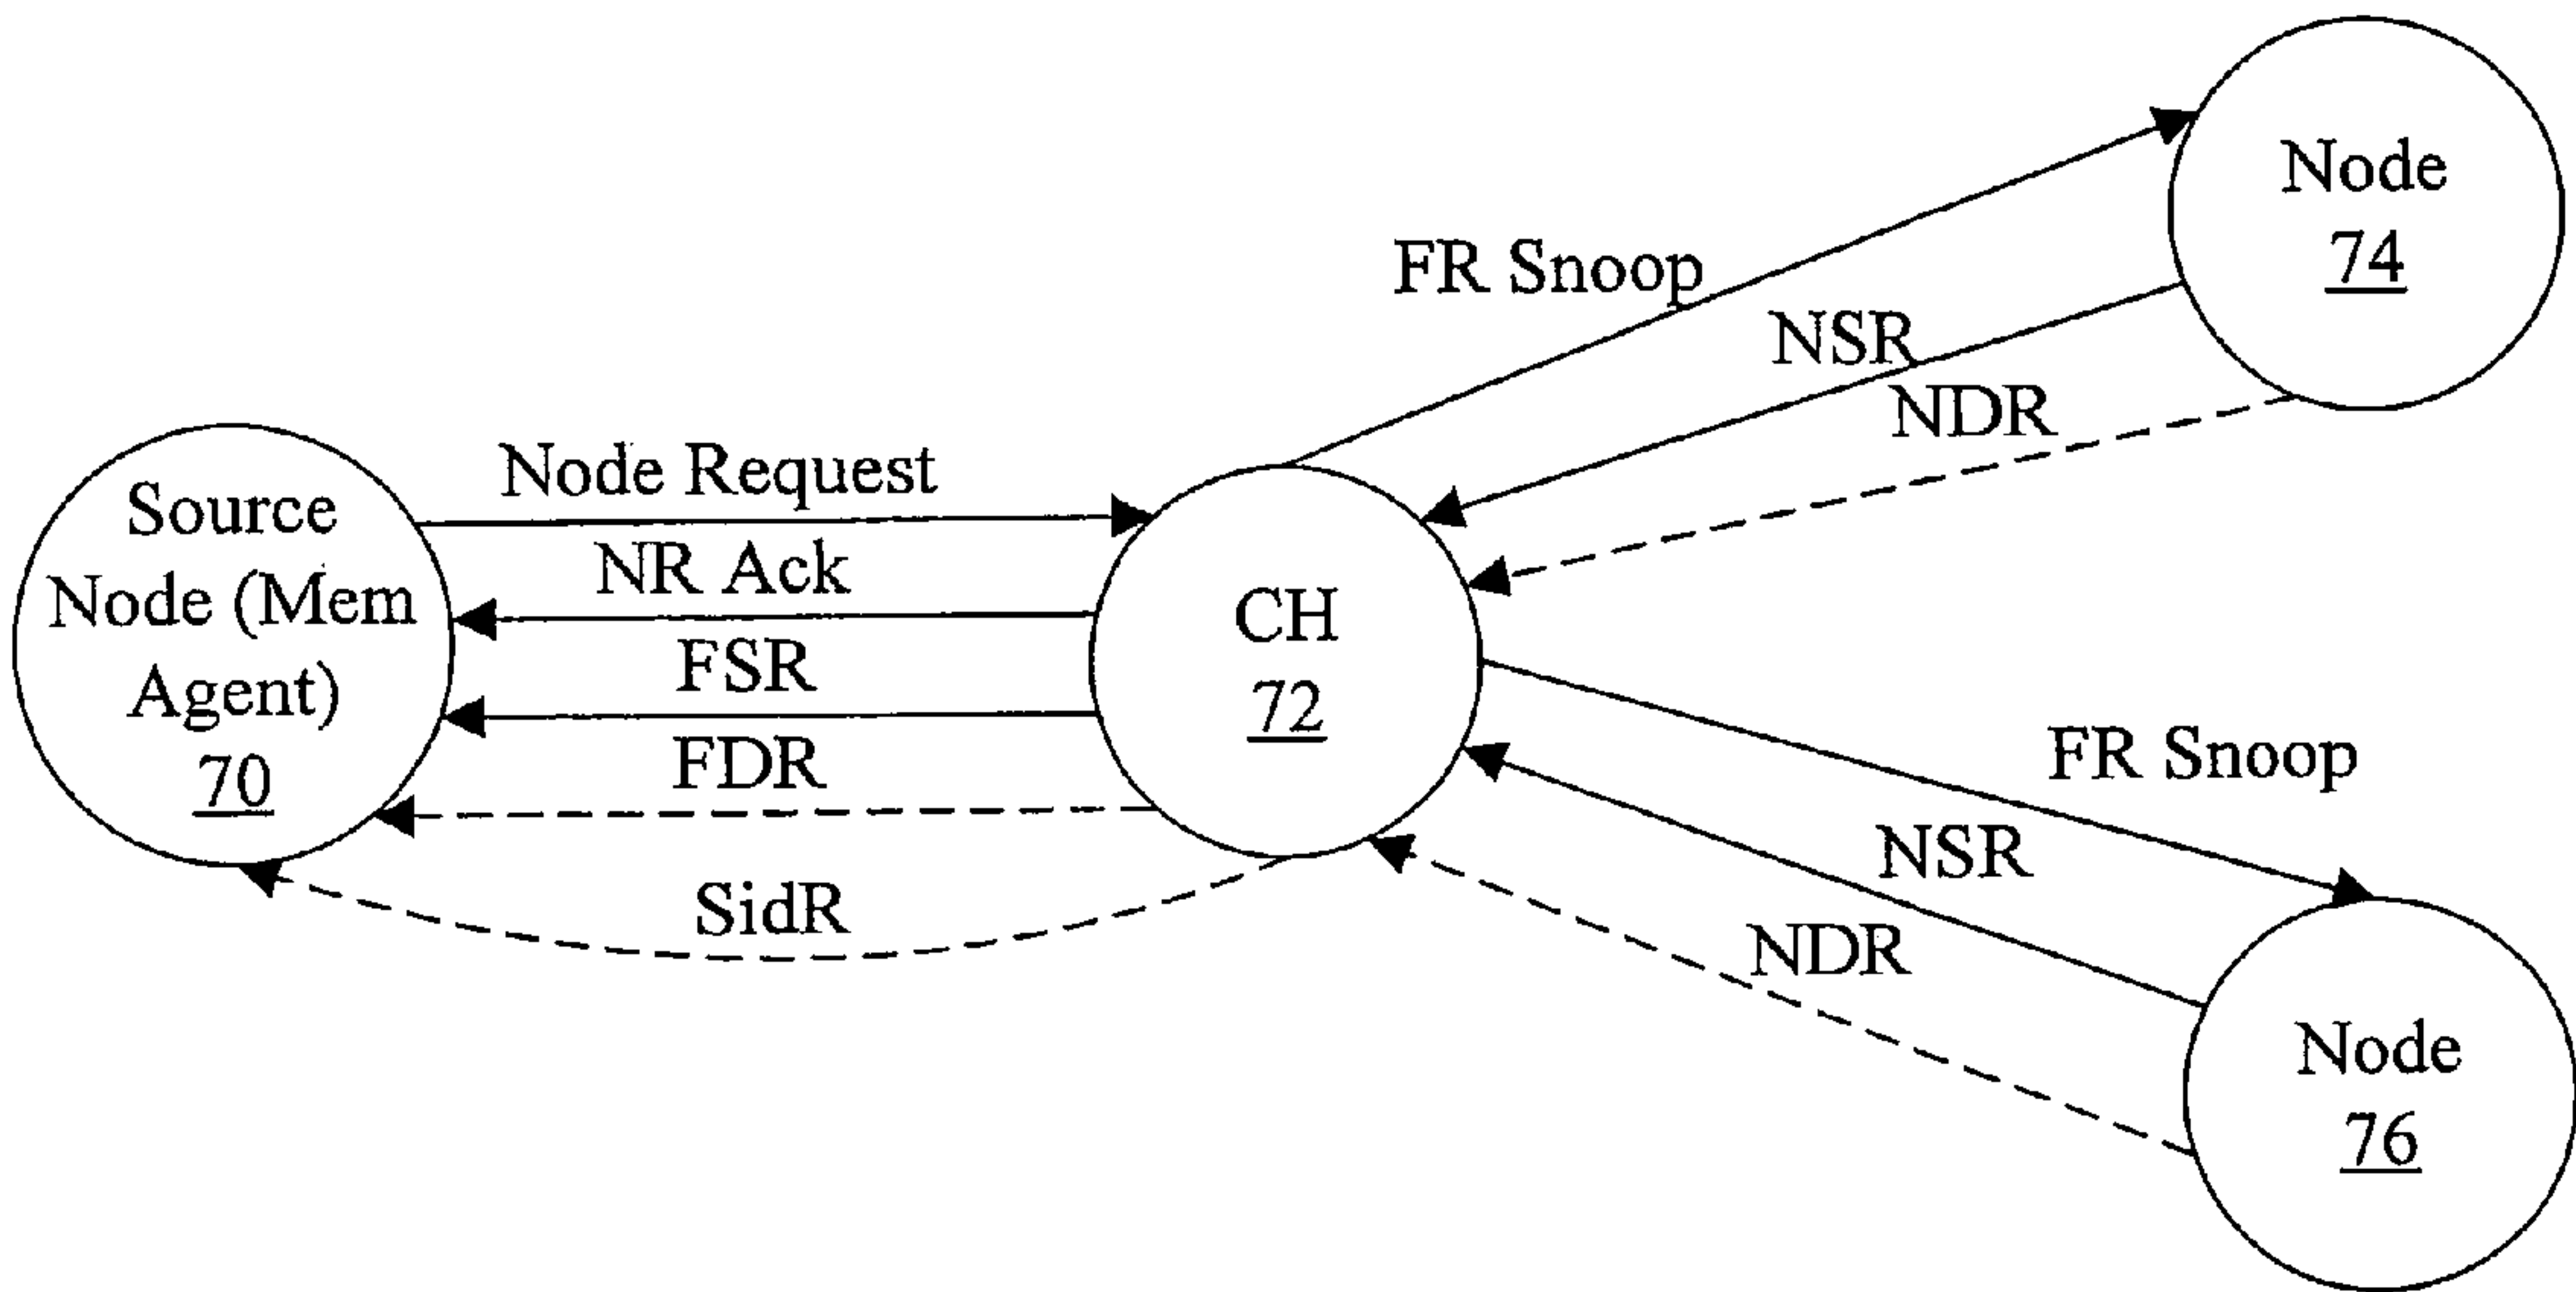 Source
Node (Mem
Agent)
70
Node Request
NR Ack
FSR
FDR
SidR
CH
72
FR Snoop
NSR
NDR
Node
74
FR Snoop
NSR
NDR
Node
76